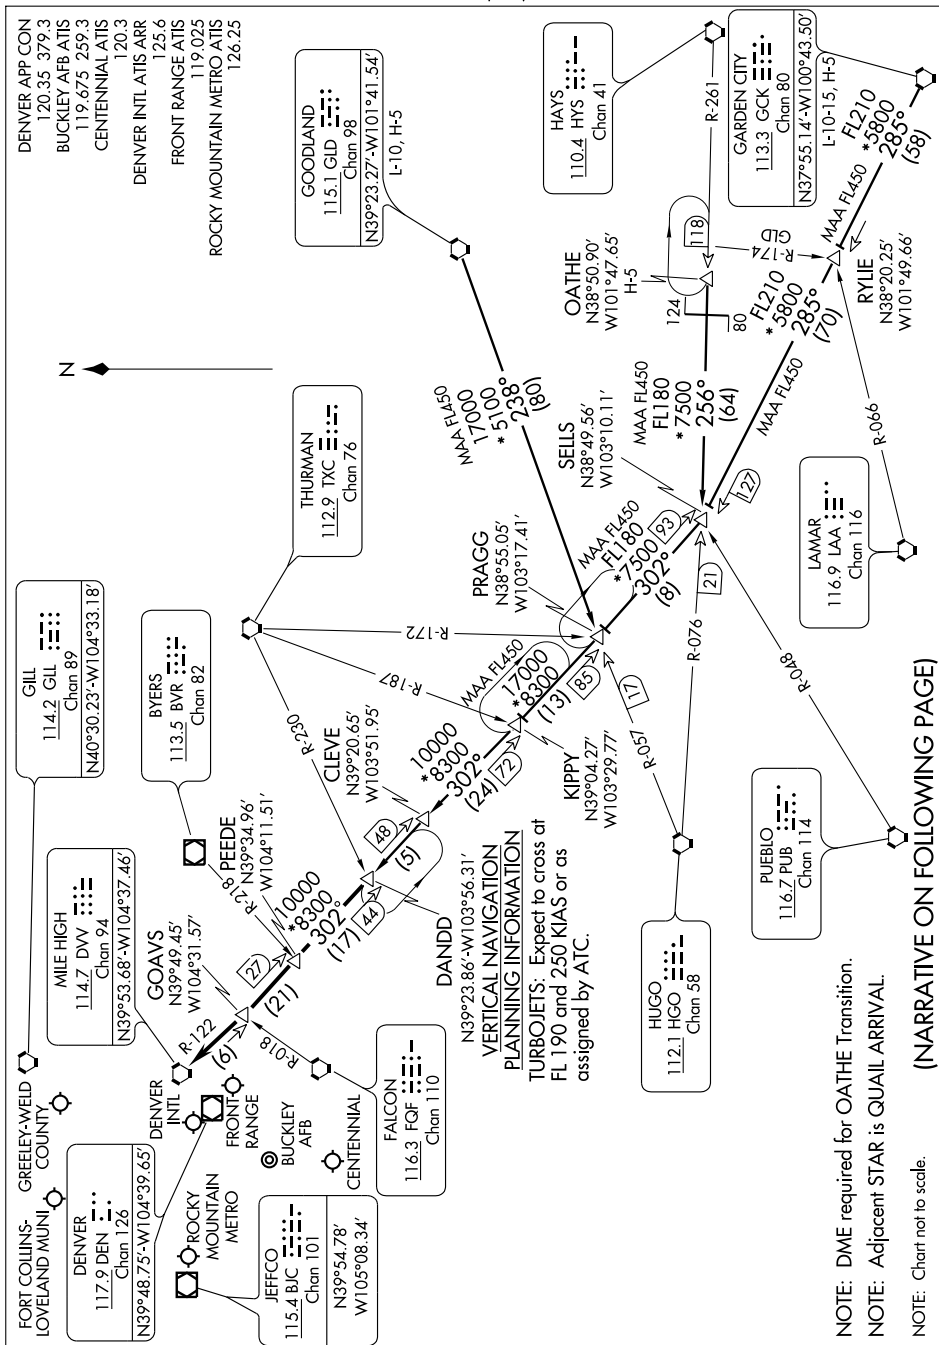 DENVER APP CON
120.35 379.3
BUCKLEY AFB ATIS
119.675 259.3
CENTENNIAL ATIS
120.3
DENVER INTL ATIS ARR
125.6
FRONT RANGE ATIS
119.025
ROCKY MOUNTAIN METRO ATIS
126.25
FORT COLLINS-
LOVELAND MUNI
GREELEY-WELD
COUNTY
GILL
114.2 GLL
Chan 89
N40°30.23'-W104°33.18'
MILE HIGH
114.7 DVV
Chan 94
N39°53.68'-W104°37.46'
DENVER
117.9 DEN
Chan 126
N39°48.75'-W104°39.65'
DENVER
INTL
FRONT
RANGE
BUCKLEY
AFB
CENTENNIAL
ROCKY
MOUNTAIN
METRO
JEFFCO
115.4 BJC
Chan 101
N39°54.78'
W105°08.34'
FALCON
116.3 FQF
Chan 110
BYERS
113.5 BVR
Chan 82
THURMAN
112.9 TXC
Chan 76
N
GOODLAND
115.1 GLD
Chan 98
N39°23.27'-W101°41.54'
L-10, H-5
HAYS
110.4 HYS
Chan 41
GARDEN CITY
113.3 GCK
Chan 80
N37°55.14'-W100°43.50'
L-10-15, H-5
LAMAR
116.9 LAA
Chan 116
PUEBLO
116.7 PUB
Chan 114
HUGO
112.1 HGO
Chan 58
R-122
(6)
GOAVS
N39°49.45'
W104°31.57'
R-018
(21)
27
R-218
PEEDE
N39°34.96'
W104°11.51'
10000
*8300
302°
(17)
44
R-230
DANDD
N39°23.86'-W103°56.31'
(5)
48
CLEVE
N39°20.65'
W103°51.95'
10000
*8300
302°
(24)
72
R-187
KIPPY
N39°04.27'
W103°29.77'
MAA FL450
17000
*8300
(13)
85
R-172
PRAGG
N38°55.05'
W103°17.41'
R-057
17
MAA FL450
17000
*5100
238°
(80)
MAA FL450
FL180
*7500
302°
(8)
93
SELLS
N38°49.56'
W103°10.11'
R-076
21
R-048
127
MAA FL450
FL180
*7500
256°
(64)
OATHE
N38°50.90'
W101°47.65'
H-5
124
80
118
R-261
R-174
GLD
FL210
*5800
285°
(70)
MAA FL450
RYLIE
N38°20.25'
W101°49.66'
R-066
FL210
*5800
285°
(58)
MAA FL450
VERTICAL NAVIGATION
PLANNING INFORMATION
TURBOJETS: Expect to cross at
FL190 and 250 KIAS or as
assigned by ATC.
NOTE: DME required for OATHE Transition.
NOTE: Adjacent STAR is QUAIL ARRIVAL.
NOTE: Chart not to scale.
(NARRATIVE ON FOLLOWING PAGE)